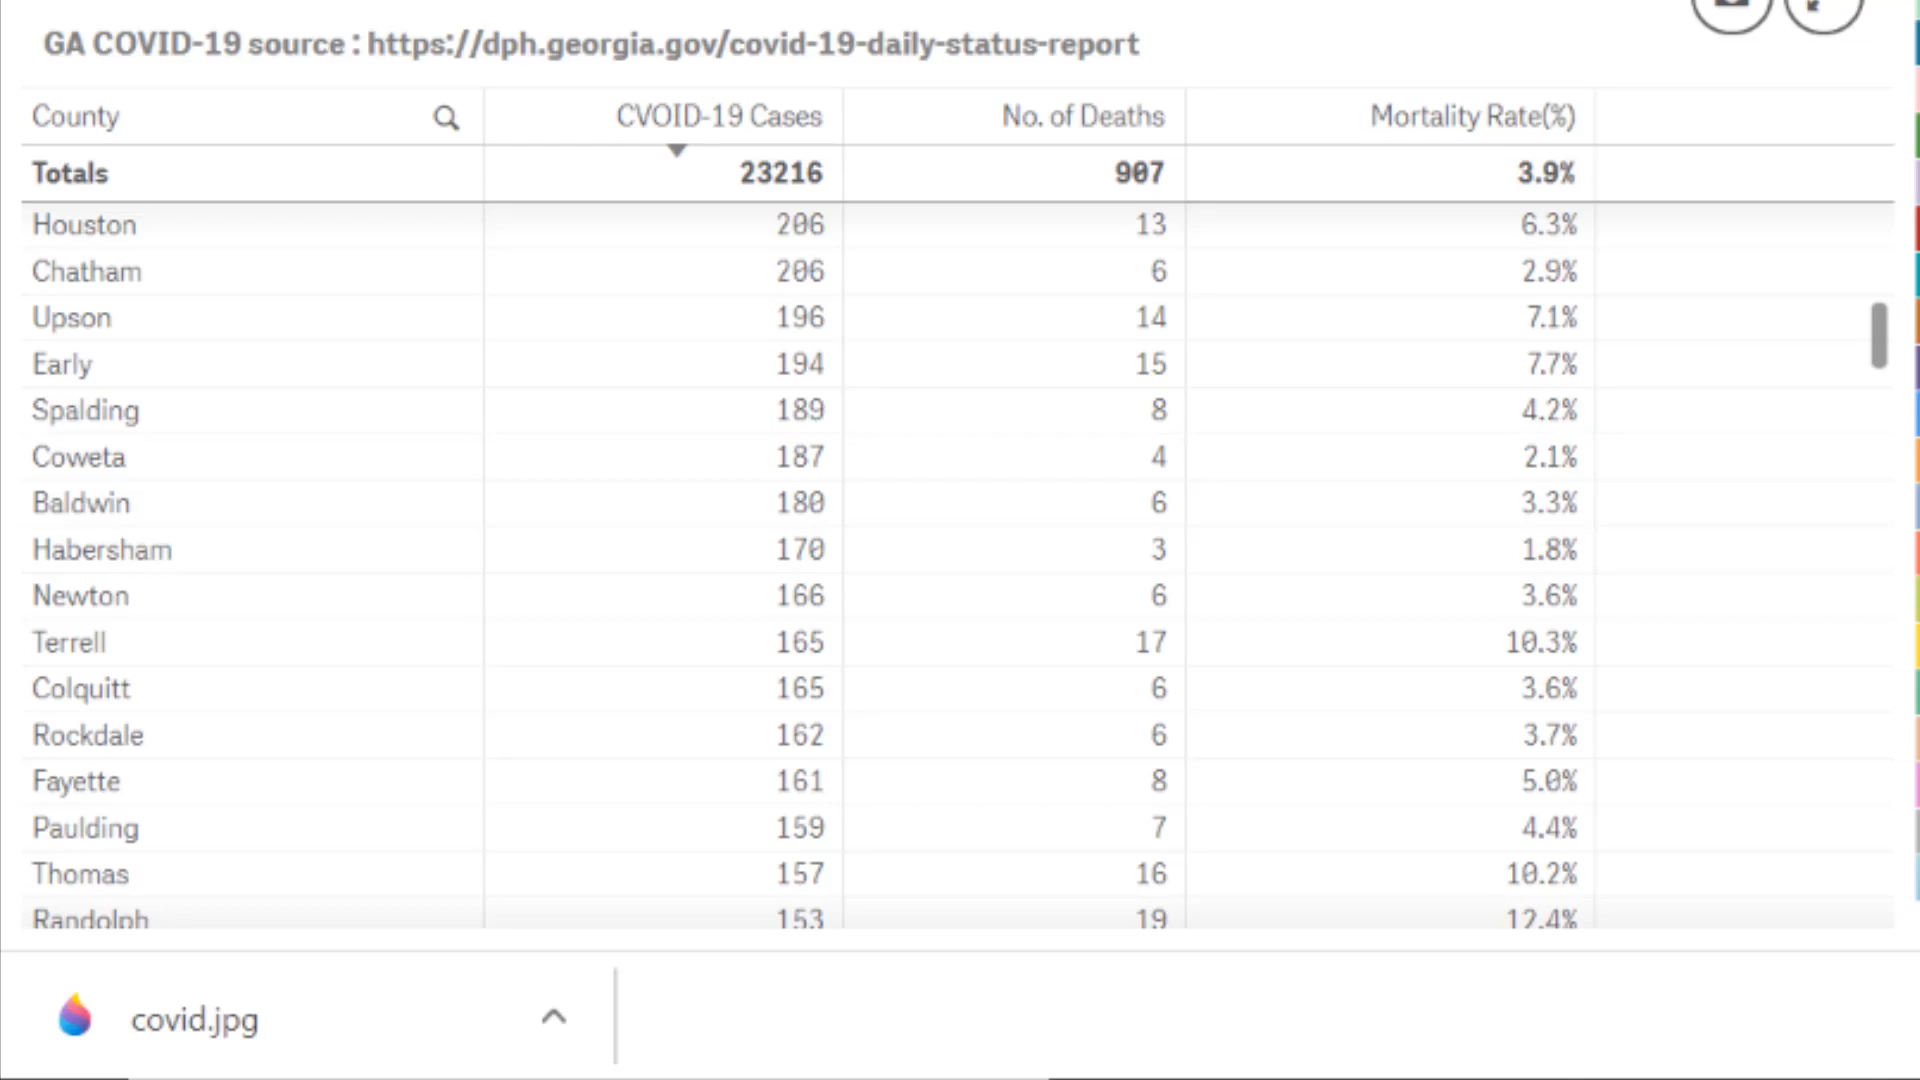 GA COVID-19 source : https://dph.georgia.gov/covid-19-daily-status-report
County CVOID-19 Cases No. of Deaths Mortality Rate(%)
Totals 23216 907 3.9%
Houston 206 13 6.3%
Chatham 206 6 2.9%
Upson 196 14 7.1%
Early 194 15 7.7%
Spalding 189 8 4.2%
Coweta 187 4 2.1%
Baldwin 180 6 3.3%
Habersham 170 3 1.8%
Newton 166 6 3.6%
Terrell 165 17 10.3%
Colquitt 165 6 3.6%
Rockdale 162 6 3.7%
Fayette 161 8 5.0%
Paulding 159 7 4.4%
Thomas 157 16 10.2%
Randolph 153 19 12.4%
covid.jpg